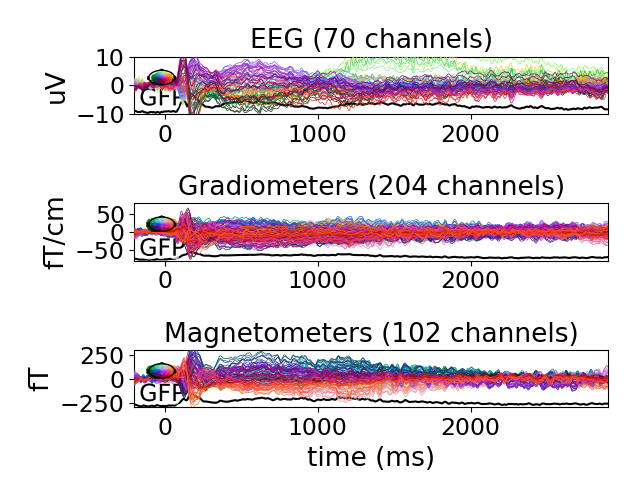 EEG (70 channels)
uV
10
0
−10
GFP
0
1000
2000
Gradiometers (204 channels)
fT/cm
50
0
−50
GFP
0
1000
2000
Magnetometers (102 channels)
fT
250
0
−250
GFP
0
1000
2000
time (ms)